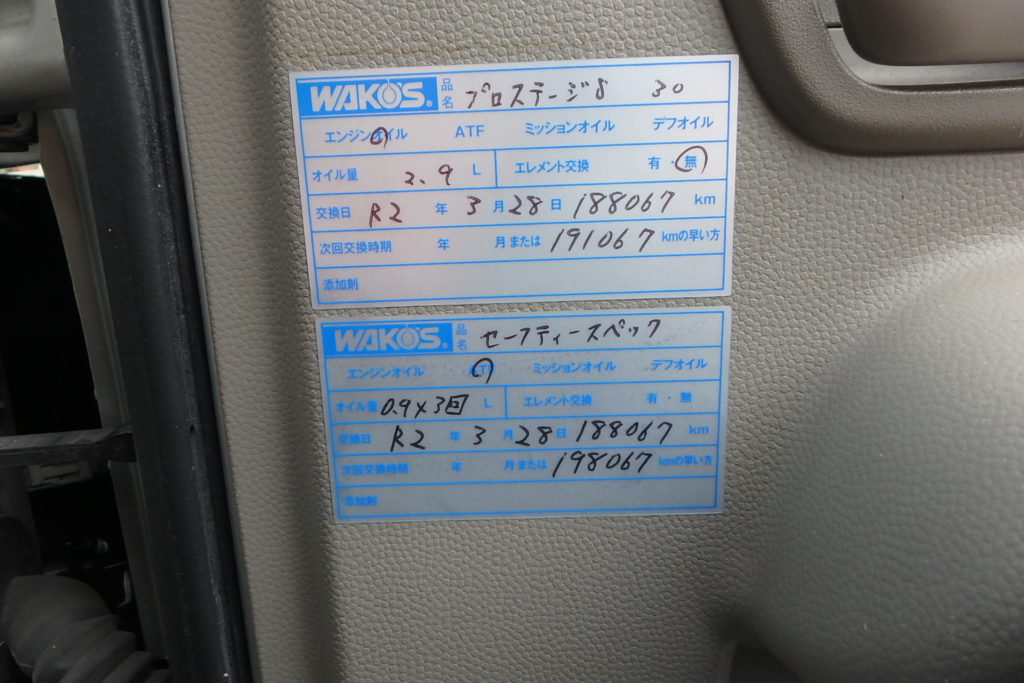 WAKO'S® 品名 プロステージS 30
エンジンオイル ATF ミッションオイル デフオイル
オイル量 2.9 L エレメント交換 有・無
交換日 R2 年 3 月 28 日 188067 km
次回交換時期 年 月または 191067 kmの早い方
添加剤
WAKO'S® 品名 セーフティースペック
エンジンオイル ATF ミッションオイル デフオイル
オイル量 0.9×3回 L エレメント交換 有・無
交換日 R2 年 3 月 28 日 188067 km
次回交換時期 年 月または 198067 kmの早い方
添加剤